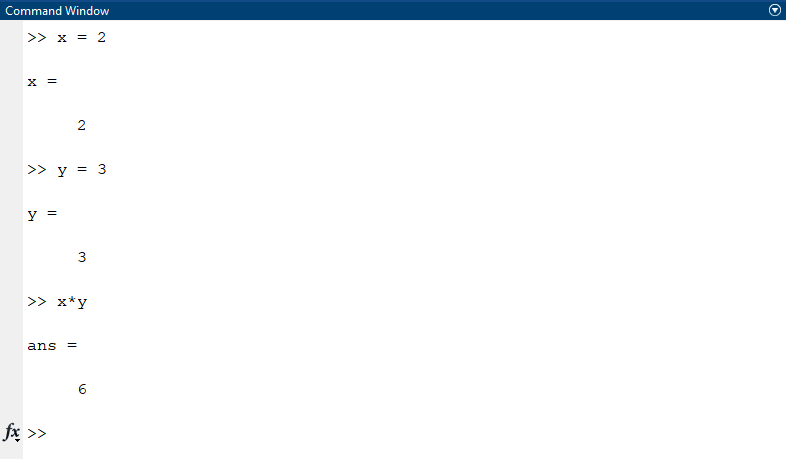 Command Window
>> x = 2
x =
2
>> y = 3
y =
3
>> x*y
ans =
6
fx >>